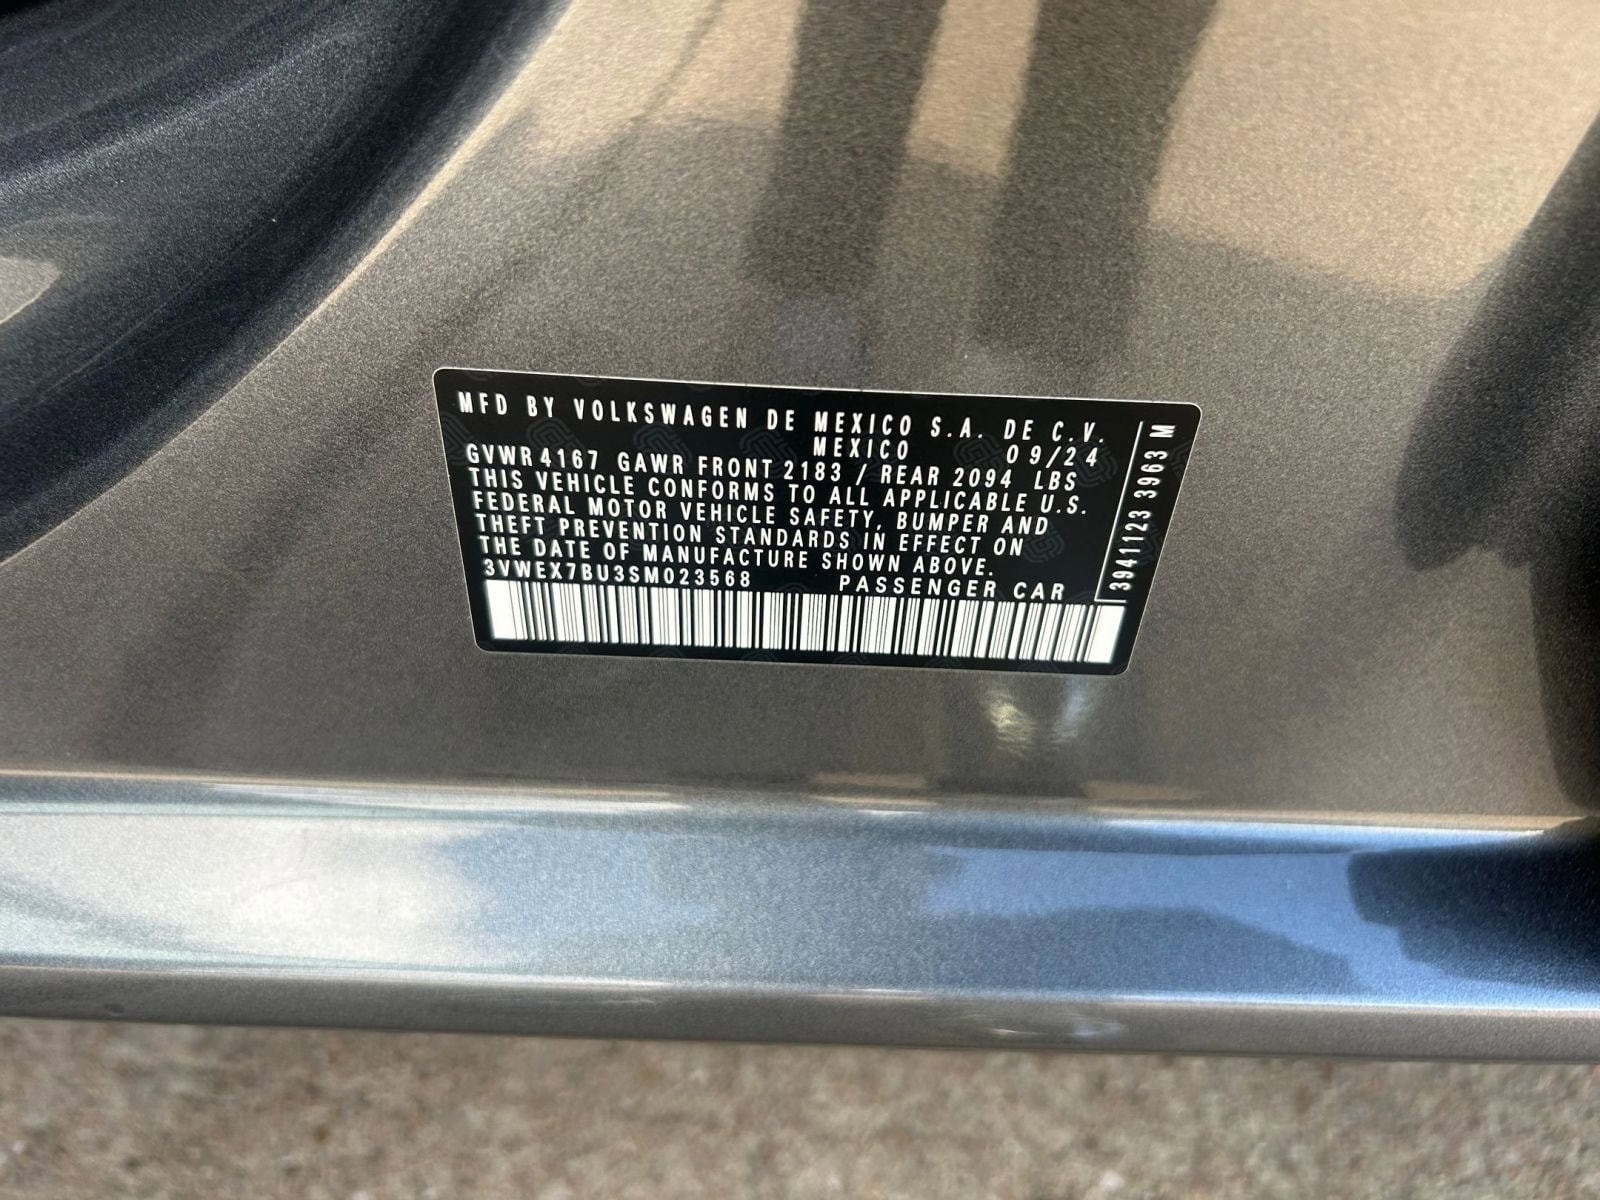 MFD BY VOLKSWAGEN DE MEXICO S.A. DE C.V.
MEXICO 09/24
GVWR 4167 GAWR FRONT 2183 / REAR 2094 LBS
THIS VEHICLE CONFORMS TO ALL APPLICABLE U.S.
FEDERAL MOTOR VEHICLE SAFETY, BUMPER AND
THEFT PREVENTION STANDARDS IN EFFECT ON
THE DATE OF MANUFACTURE SHOWN ABOVE.
3VWEX7BU3SM023568 PASSENGER CAR
3941123 3963 M